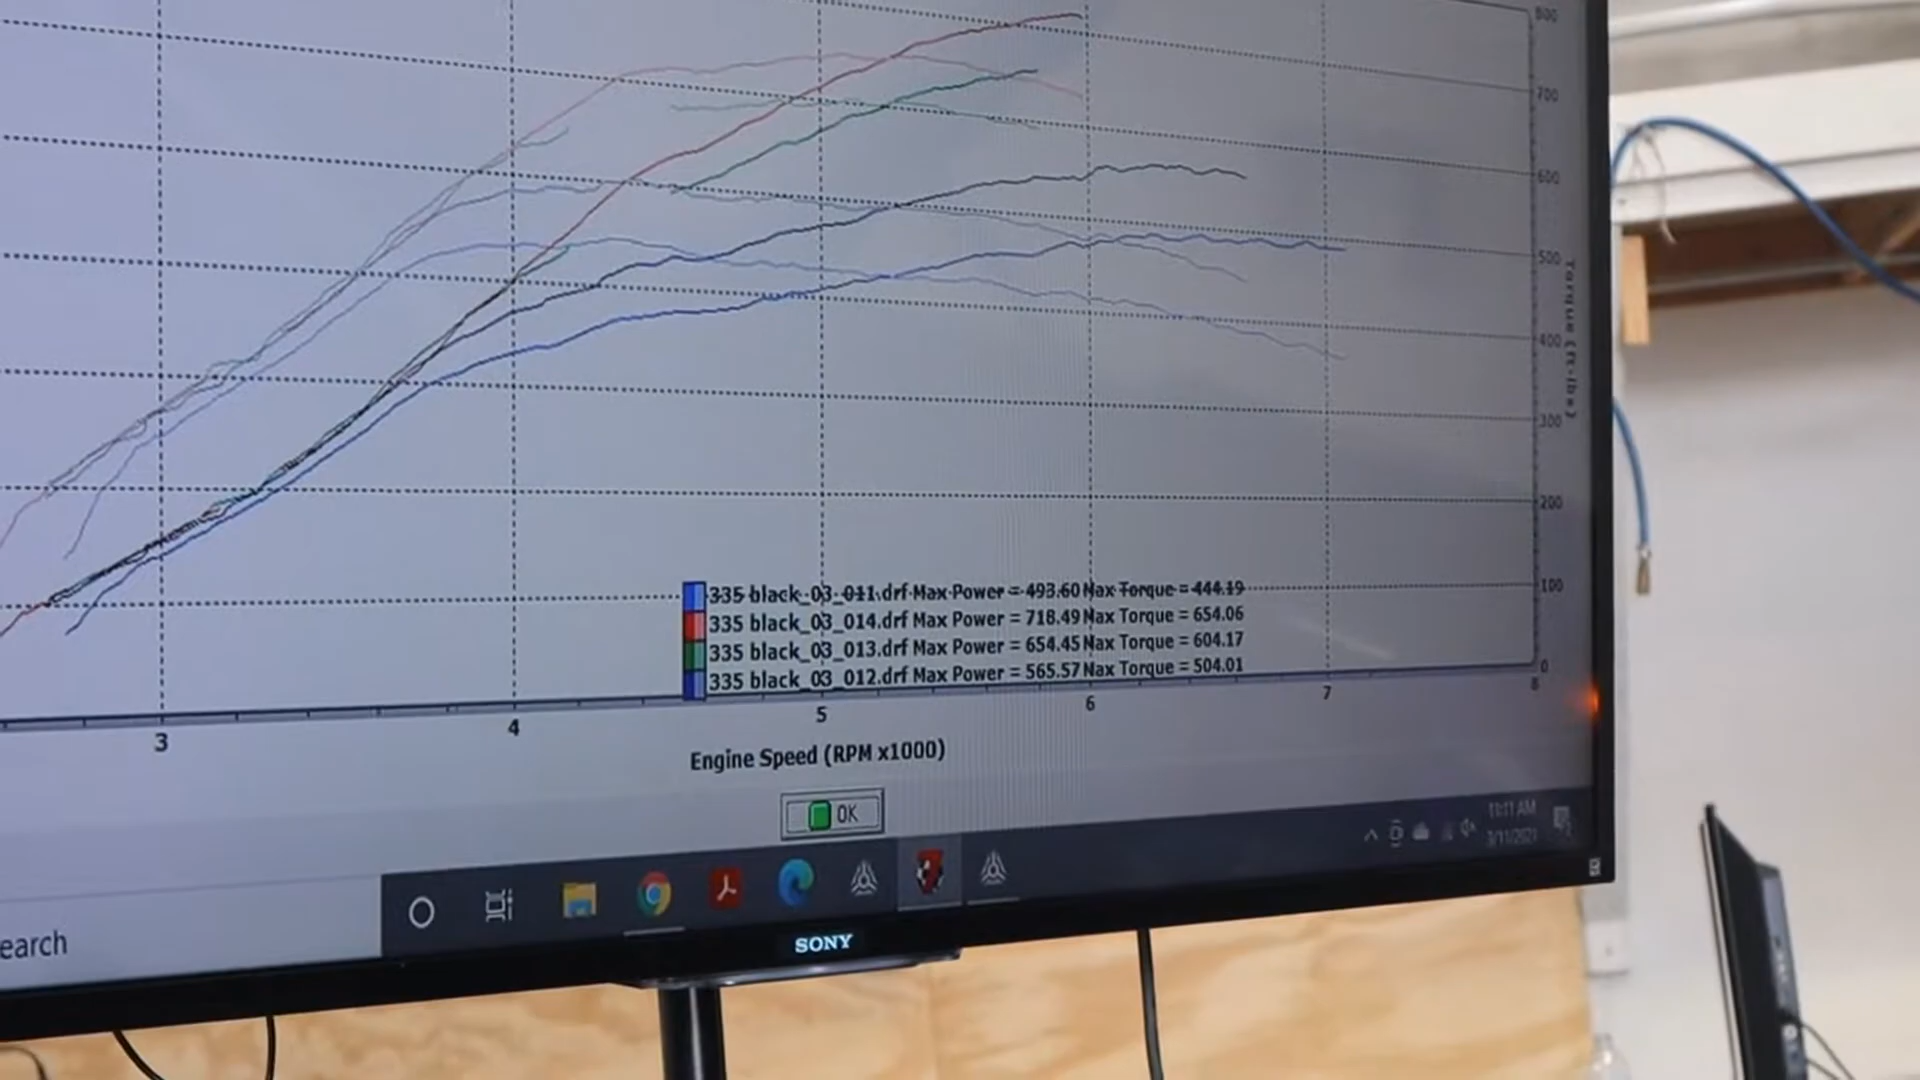 800
700
600
500
400
300
200
100
0
Torque (ft-lbs)
335 black_03_011.drf Max Power = 493.60 Max Torque = 444.19
335 black_03_014.drf Max Power = 718.49 Max Torque = 654.06
335 black_03_013.drf Max Power = 654.45 Max Torque = 604.17
335 black_03_012.drf Max Power = 565.57 Max Torque = 504.01
3 4 5 6 7 8
Engine Speed (RPM x1000)
OK
earch
SONY